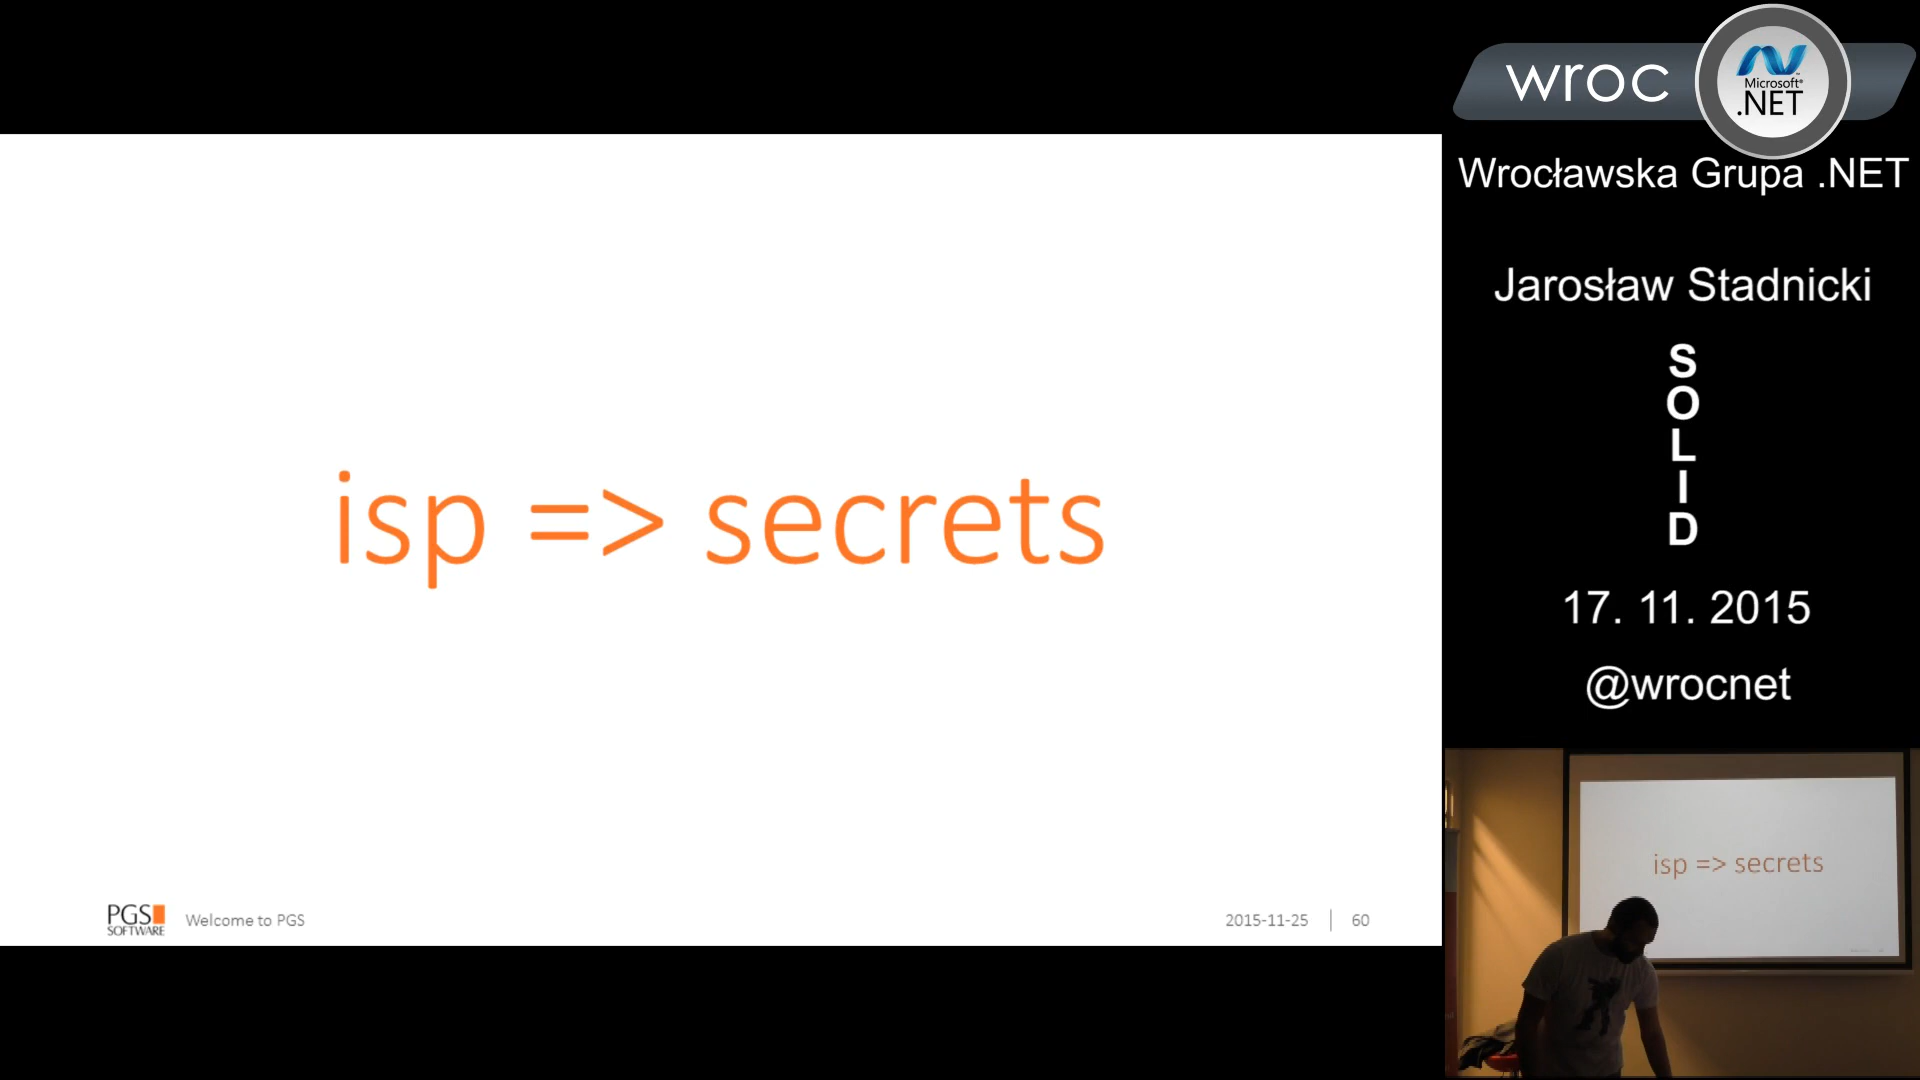 wroc
Microsoft®
.NET
Wrocławska Grupa .NET
Jarosław Stadnicki
S
O
L
I
D
17. 11. 2015
@wrocnet
isp => secrets
PGS
SOFTWARE
Welcome to PGS
2015-11-25
60
isp => secrets